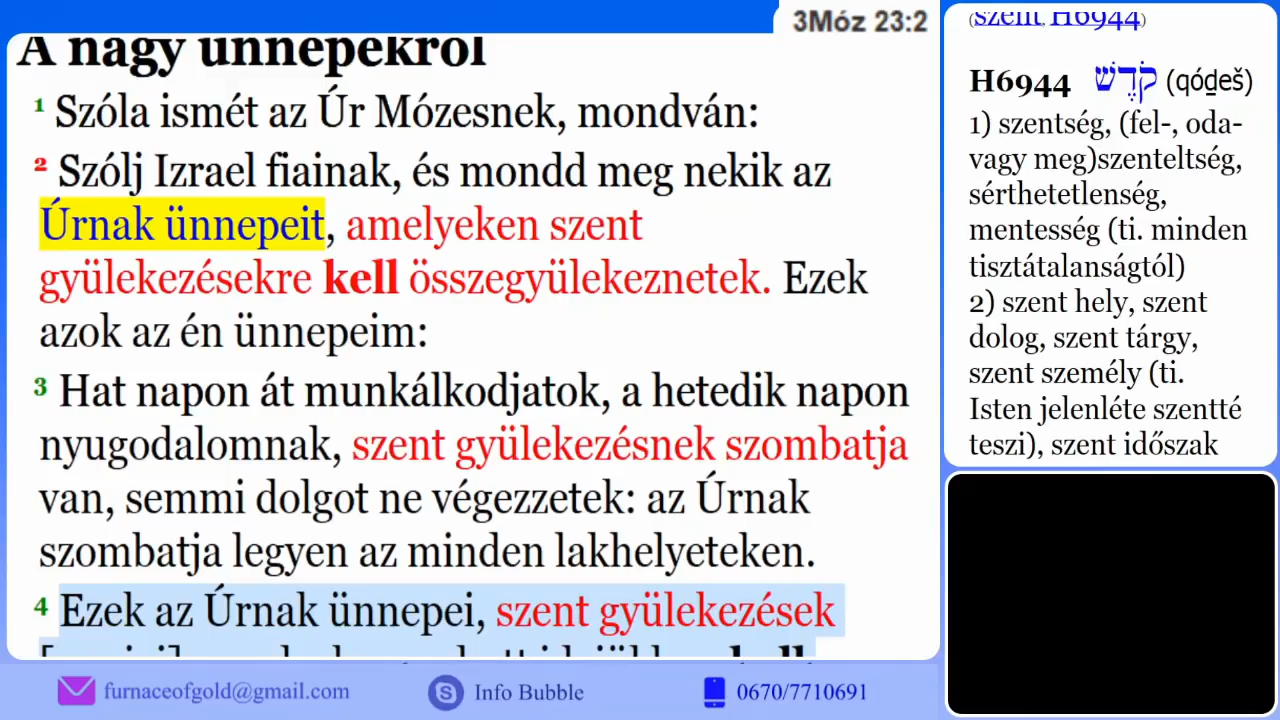 3Móz 23:2
A nagy ünnepekről
1 Szóla ismét az Úr Mózesnek, mondván:
2 Szólj Izrael fiainak, és mondd meg nekik az
Úrnak ünnepeit, amelyeken szent
gyülekezésekre kell összegyülekeznetek. Ezek
azok az én ünnepeim:
3 Hat napon át munkálkodjatok, a hetedik napon
nyugodalomnak, szent gyülekezésnek szombatja
van, semmi dolgot ne végezzetek: az Úrnak
szombatja legyen az minden lakhelyeteken.
4 Ezek az Úrnak ünnepei, szent gyülekezések
(szent, H6944)
H6944 קֹדֶשׁ (qóḏeš)
1) szentség, (fel-, oda-
vagy meg)szenteltség,
sérthetetlenség,
mentesség (ti. minden
tisztátalanságtól)
2) szent hely, szent
dolog, szent tárgy,
szent személy (ti.
Isten jelenléte szentté
teszi), szent időszak
furnaceofgold@gmail.com
Info Bubble
0670/7710691